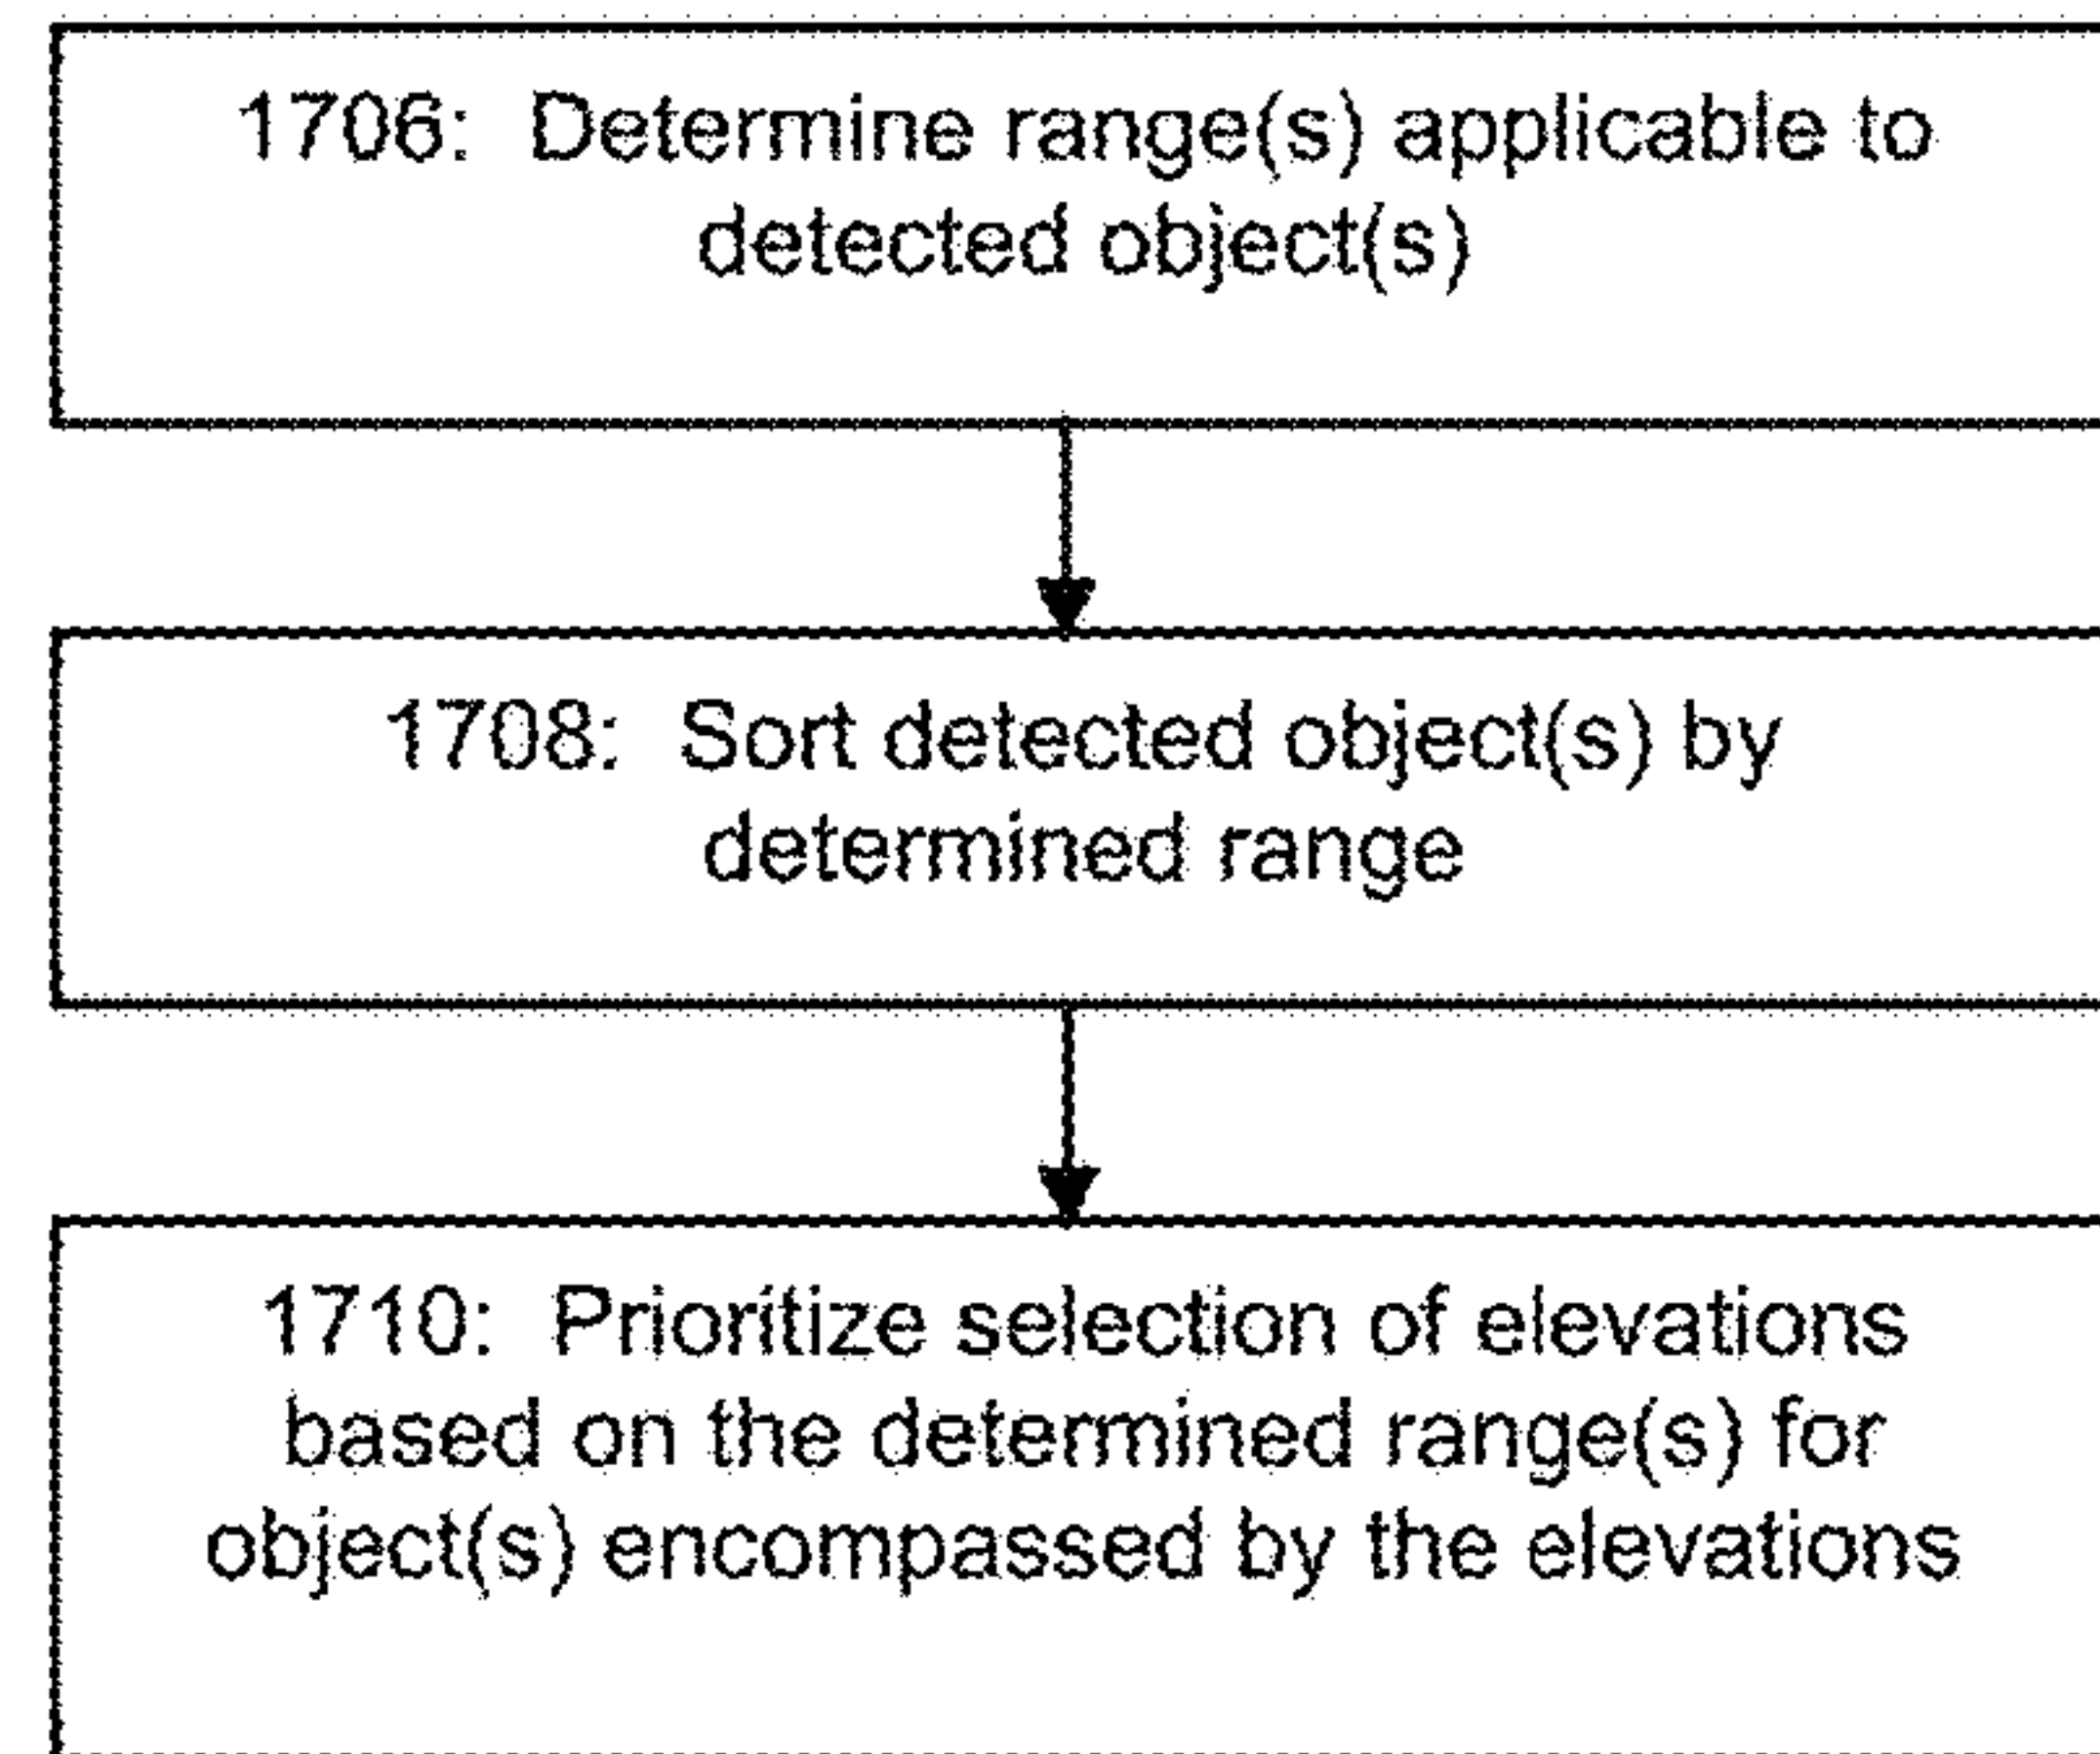 1706: Determine range(s) applicable to
detected object(s)
1708: Sort detected object(s) by
determined range
1710: Prioritize selection of elevations
based on the determined range(s) for
object(s) encompassed by the elevations